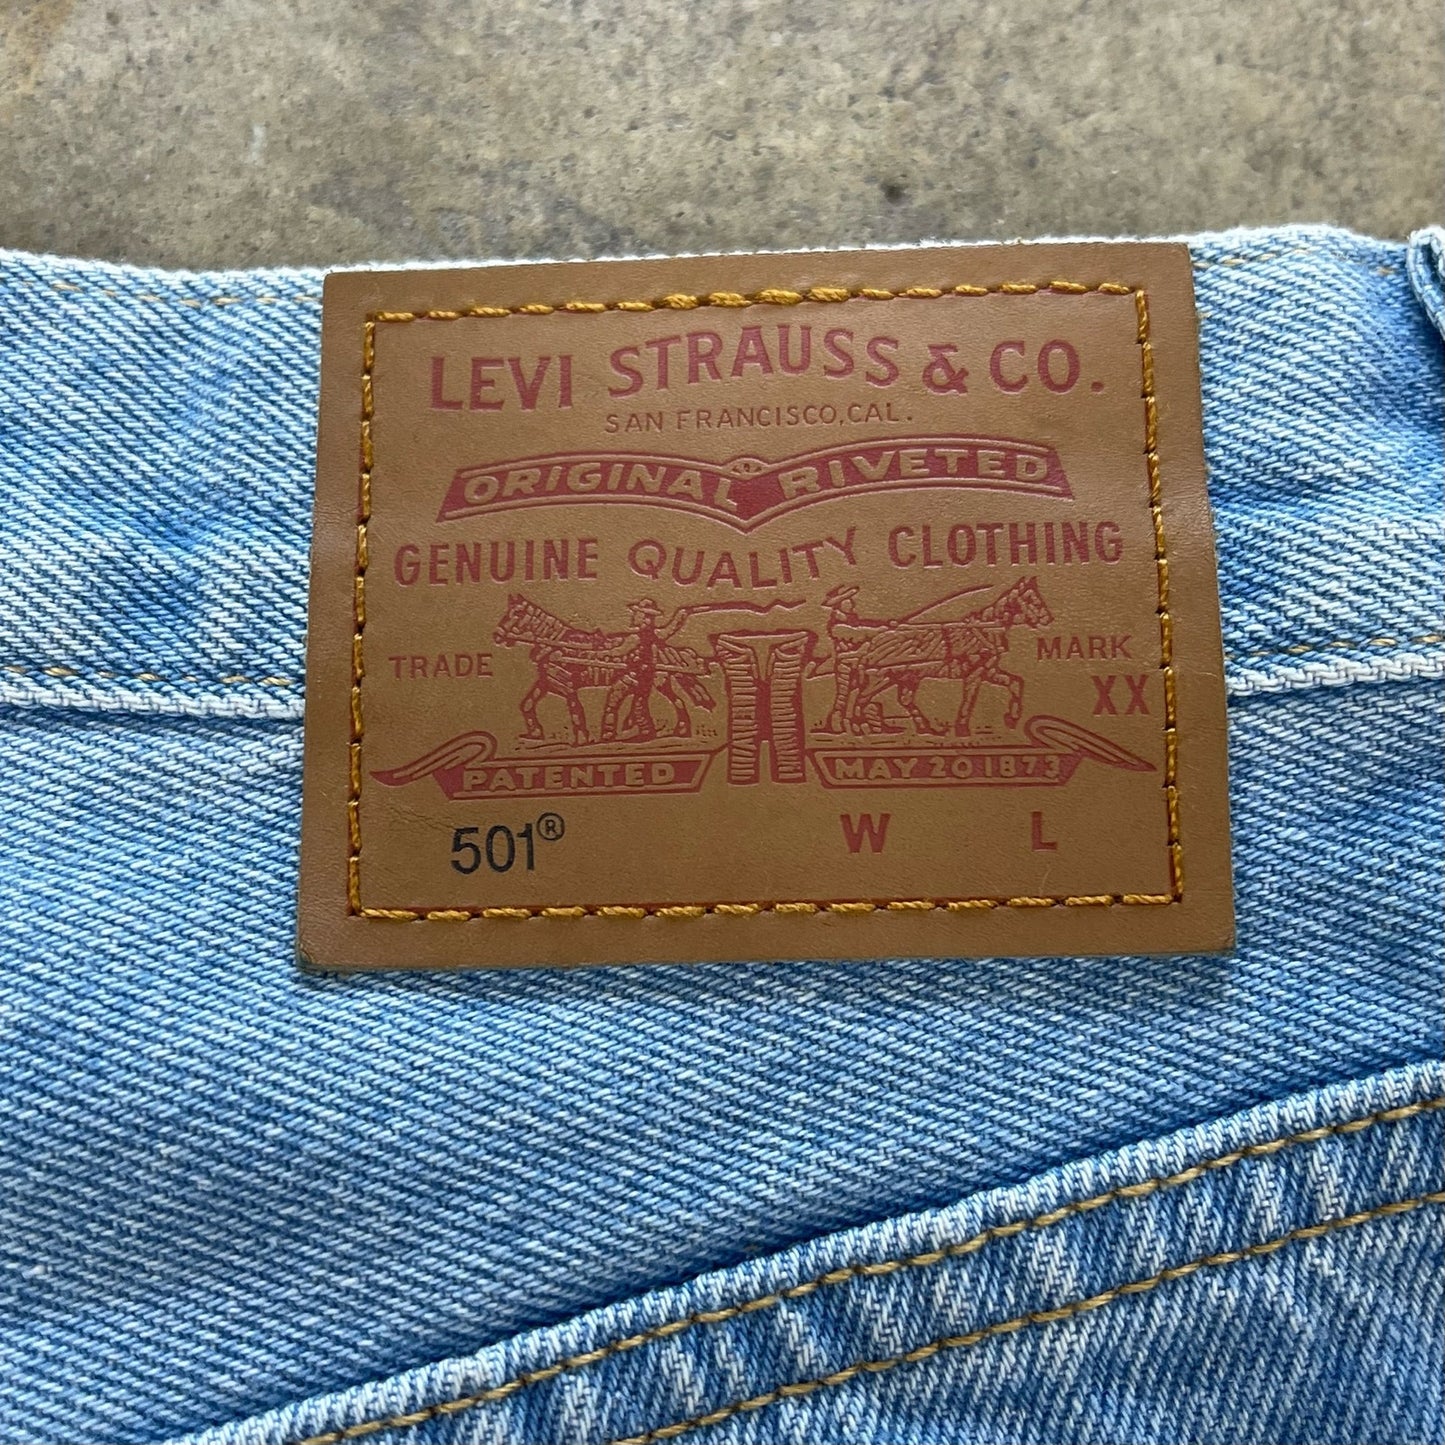 LEVI STRAUSS & CO.
SAN FRANCISCO, CAL.
ORIGINAL RIVETED
GENUINE QUALITY CLOTHING
TRADE MARK
XX
PATENTED MAY 20 1873
501® W L